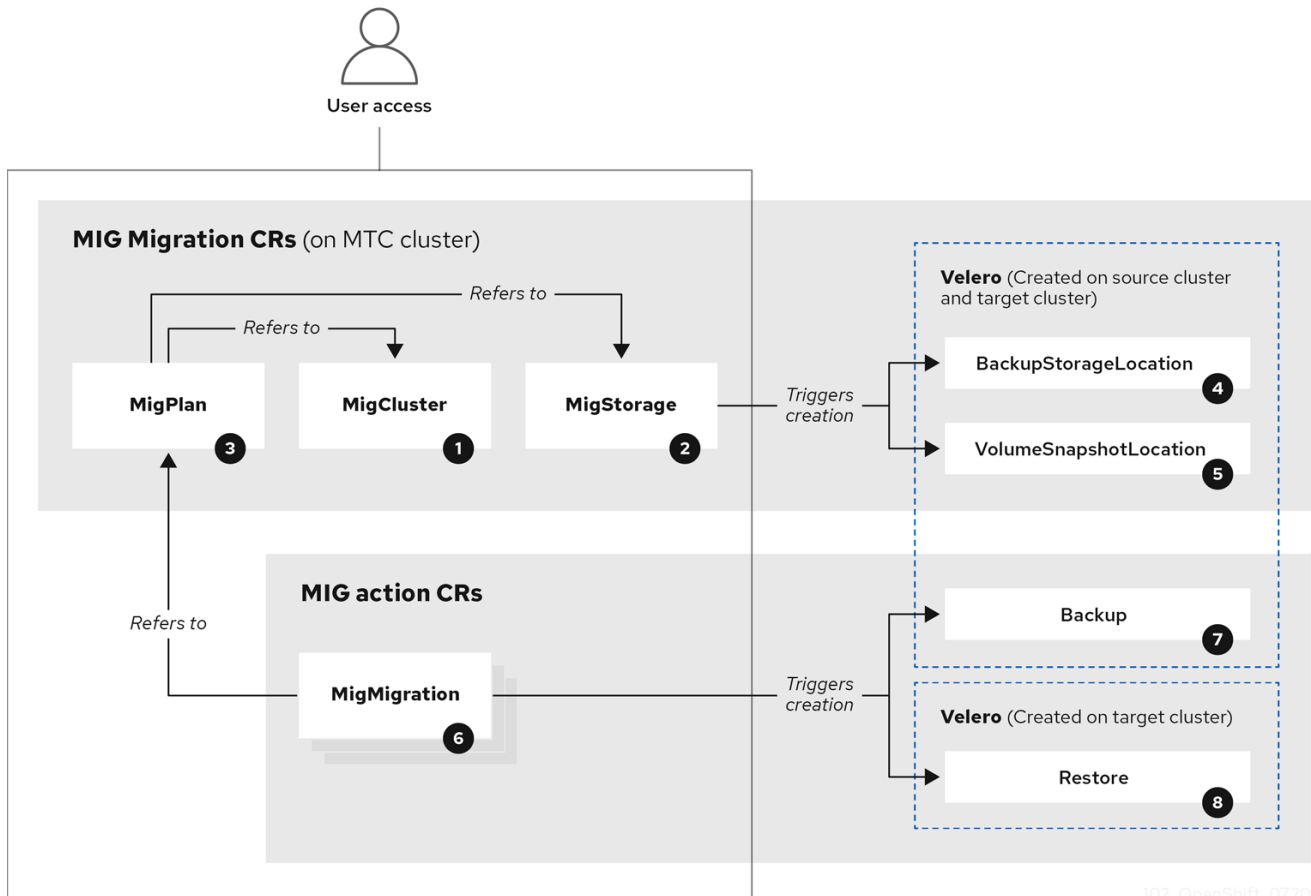 User access
MIG Migration CRs (on MTC cluster)
Refers to
Refers to
MigPlan
3
MigCluster
1
MigStorage
2
Triggers
creation
Velero (Created on source cluster
and target cluster)
BackupStorageLocation
4
VolumeSnapshotLocation
5
Refers to
MIG action CRs
MigMigration
6
Triggers
creation
Backup
7
Velero (Created on target cluster)
Restore
8